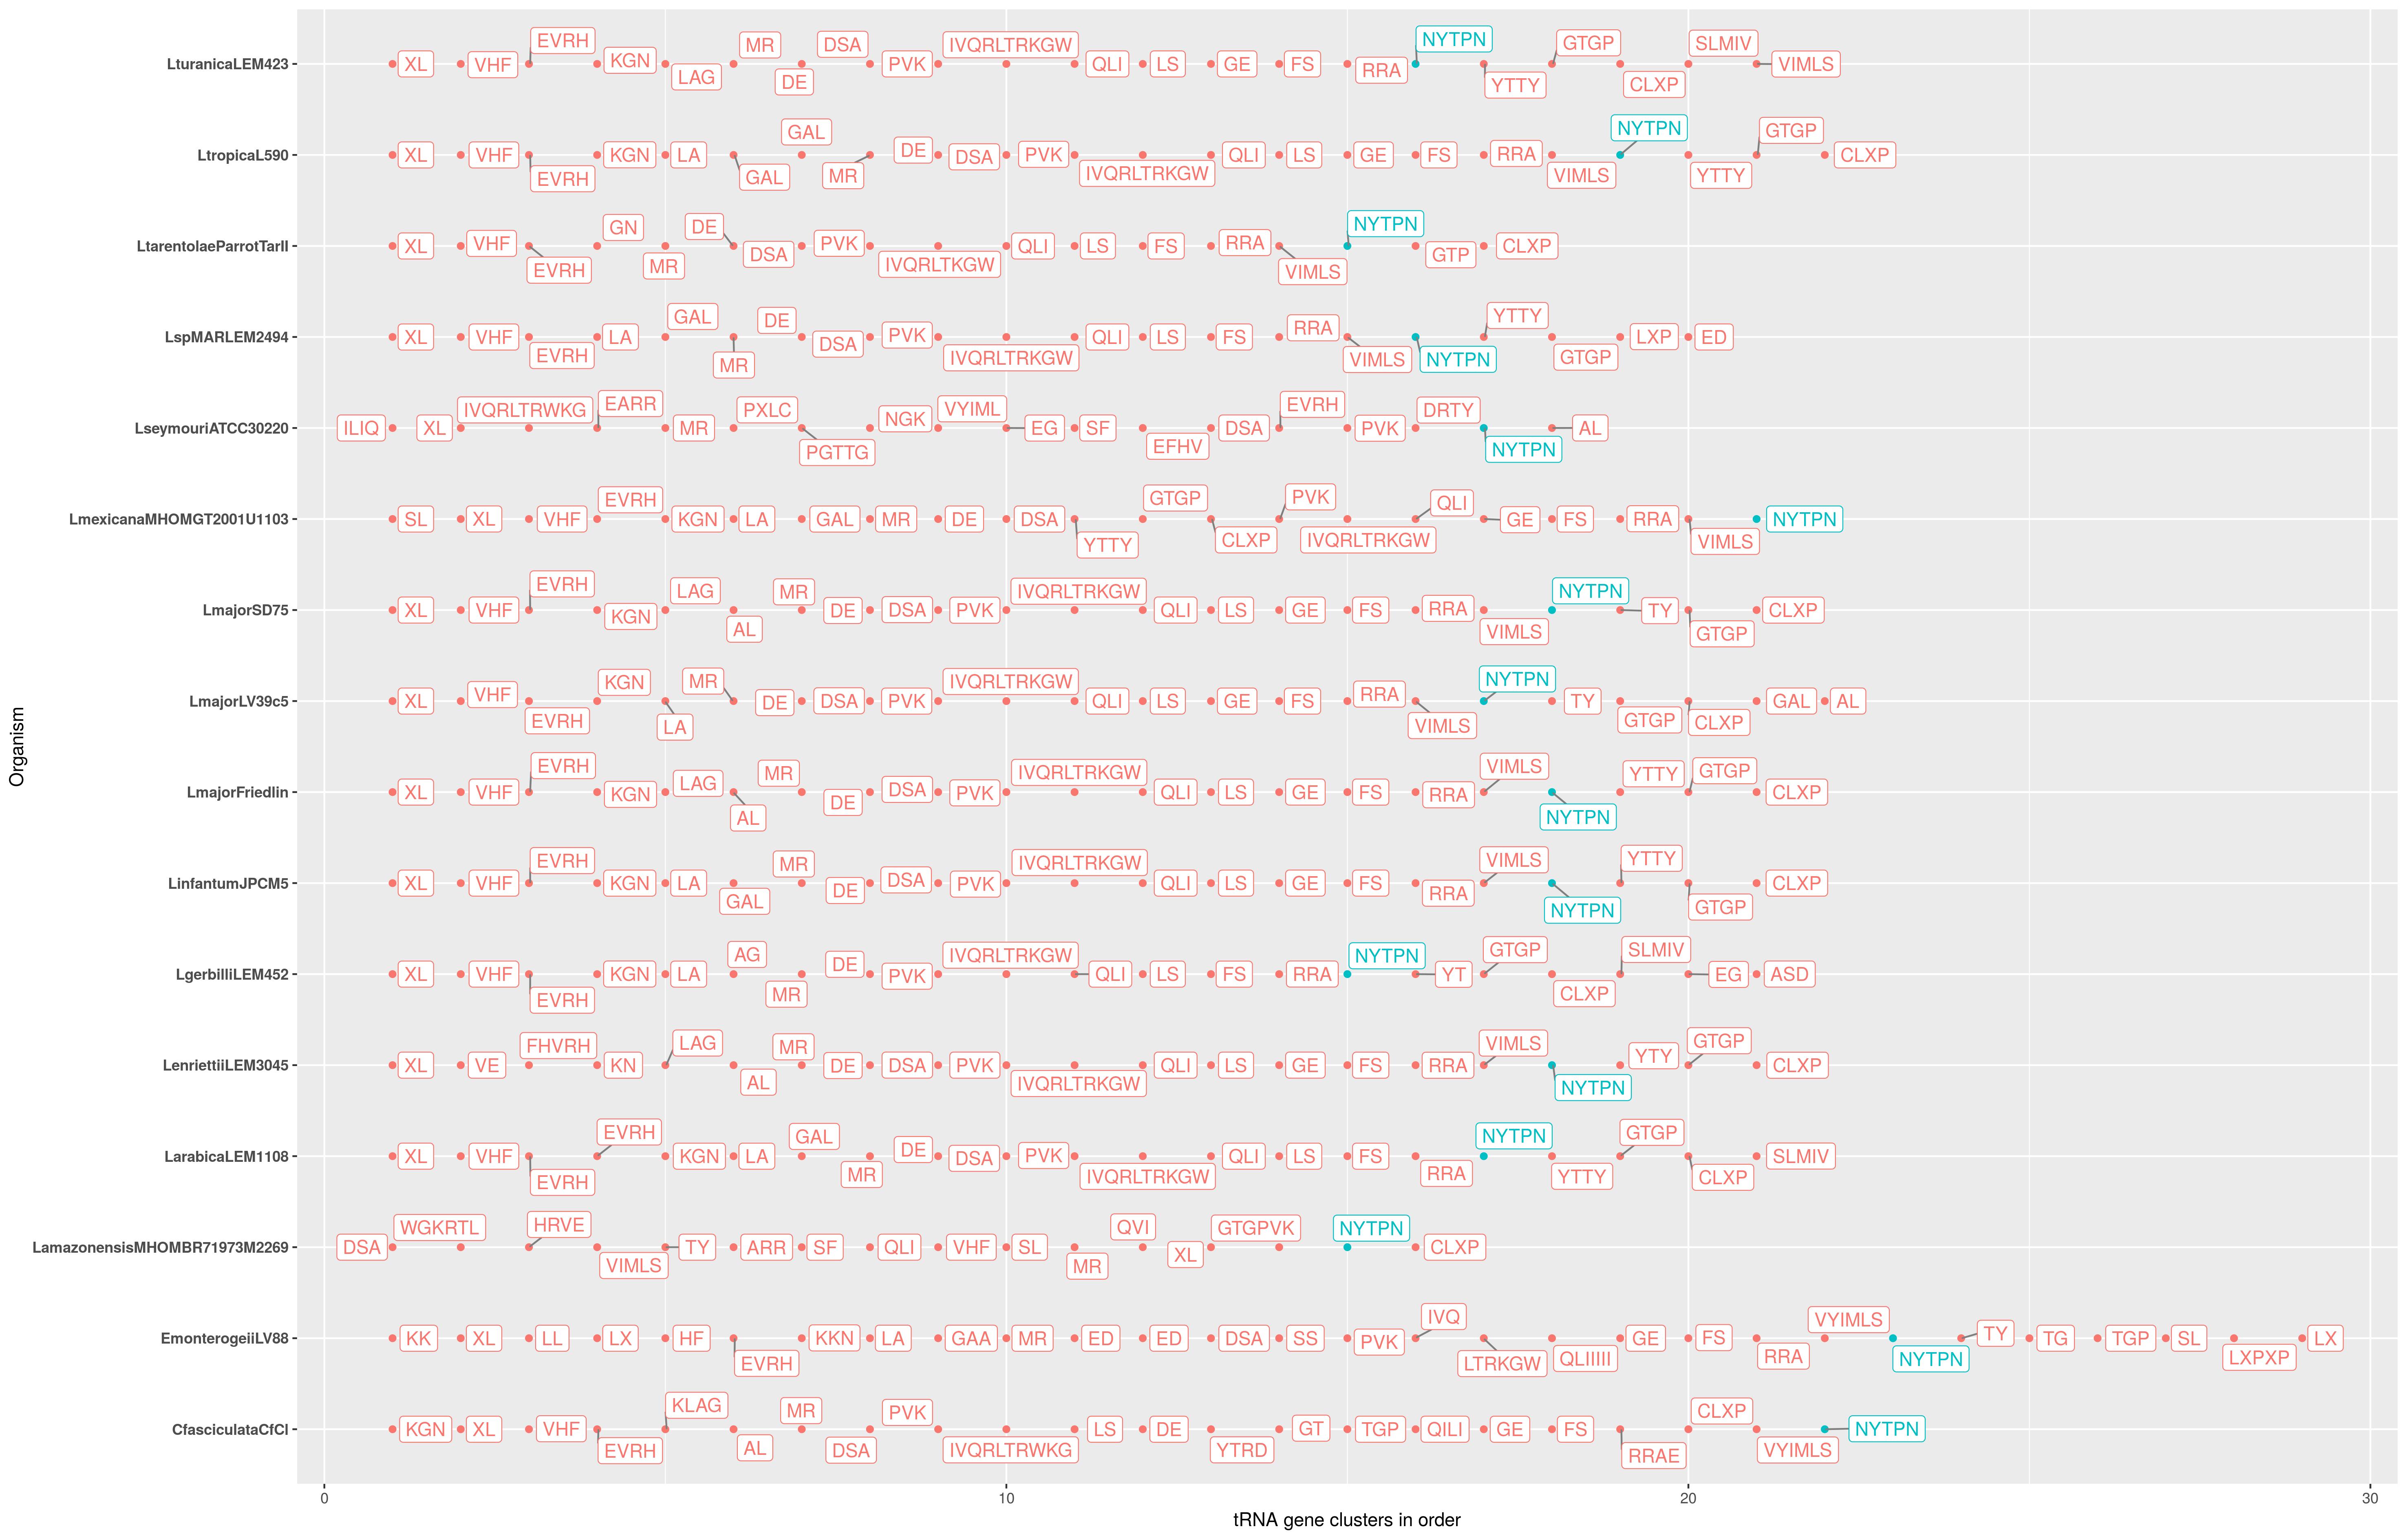 LturanicaLEM423 XL VHF EVRH KGN LAG MR DE DSA PVK IVQRLTRKGW QLI LS GE FS RRA NYTPN YTTY GTGP CLXP SLMIV VIMLS
LtropicaL590 XL VHF EVRH KGN LA GAL GAL MR DE DSA PVK IVQRLTRKGW QLI LS GE FS RRA VIMLS NYTPN YTTY GTGP CLXP
LtarentolaeParrotTarII XL VHF EVRH GN MR DE DSA PVK IVQRLTKGW QLI LS FS RRA VIMLS NYTPN GTP CLXP
LspMARLEM2494 XL VHF EVRH LA GAL MR DE DSA PVK IVQRLTRKGW QLI LS FS RRA VIMLS NYTPN YTTY GTGP LXP ED
LseymouriATCC30220 ILIQ XL IVQRLTRWKG EARR MR PXLC PGTTG NGK VYIML EG SF EFHV DSA EVRH PVK DRTY NYTPN AL
LmexicanaMHOMGT2001U1103 SL XL VHF EVRH KGN LA GAL MR DE DSA YTTY GTGP CLXP PVK IVQRLTRKGW QLI GE FS RRA VIMLS NYTPN
LmajorSD75 XL VHF EVRH KGN LAG AL MR DE DSA PVK IVQRLTRKGW QLI LS GE FS RRA VIMLS NYTPN TY GTGP CLXP
LmajorLV39c5 XL VHF EVRH KGN LA MR DE DSA PVK IVQRLTRKGW QLI LS GE FS RRA VIMLS NYTPN TY GTGP CLXP GAL AL
LmajorFriedlin XL VHF EVRH KGN LAG AL MR DE DSA PVK IVQRLTRKGW QLI LS GE FS RRA VIMLS NYTPN YTTY GTGP CLXP
LinfantumJPCM5 XL VHF EVRH KGN LA GAL MR DE DSA PVK IVQRLTRKGW QLI LS GE FS RRA VIMLS NYTPN YTTY GTGP CLXP
LgerbilliLEM452 XL VHF EVRH KGN LA AG MR DE PVK IVQRLTRKGW QLI LS FS RRA NYTPN YT GTGP CLXP SLMIV EG ASD
LenriettiiLEM3045 XL VE FHVRH KN LAG AL MR DE DSA PVK IVQRLTRKGW QLI LS GE FS RRA VIMLS NYTPN YTY GTGP CLXP
LarabicaLEM1108 XL VHF EVRH EVRH KGN LA GAL MR DE DSA PVK IVQRLTRKGW QLI LS FS RRA NYTPN YTTY GTGP CLXP SLMIV
LamazonensisMHOMBR71973M2269 DSA WGKRTL HRVE VIMLS TY ARR SF QLI VHF SL MR QVI XL GTGPVK NYTPN CLXP
EmonterogeiiLV88 KK XL LL LX HF EVRH KKN LA GAA MR ED ED DSA SS PVK IVQ LTRKGW QLIIIII GE FS RRA VYIMLS NYTPN TY TG TGP SL LXPXP LX
CfasciculataCfCl KGN XL VHF EVRH KLAG AL MR DSA PVK IVQRLTRWKG LS DE YTRD GT TGP QILI GE FS RRAE CLXP VYIMLS NYTPN
0 10 20 30
tRNA gene clusters in order
Organism